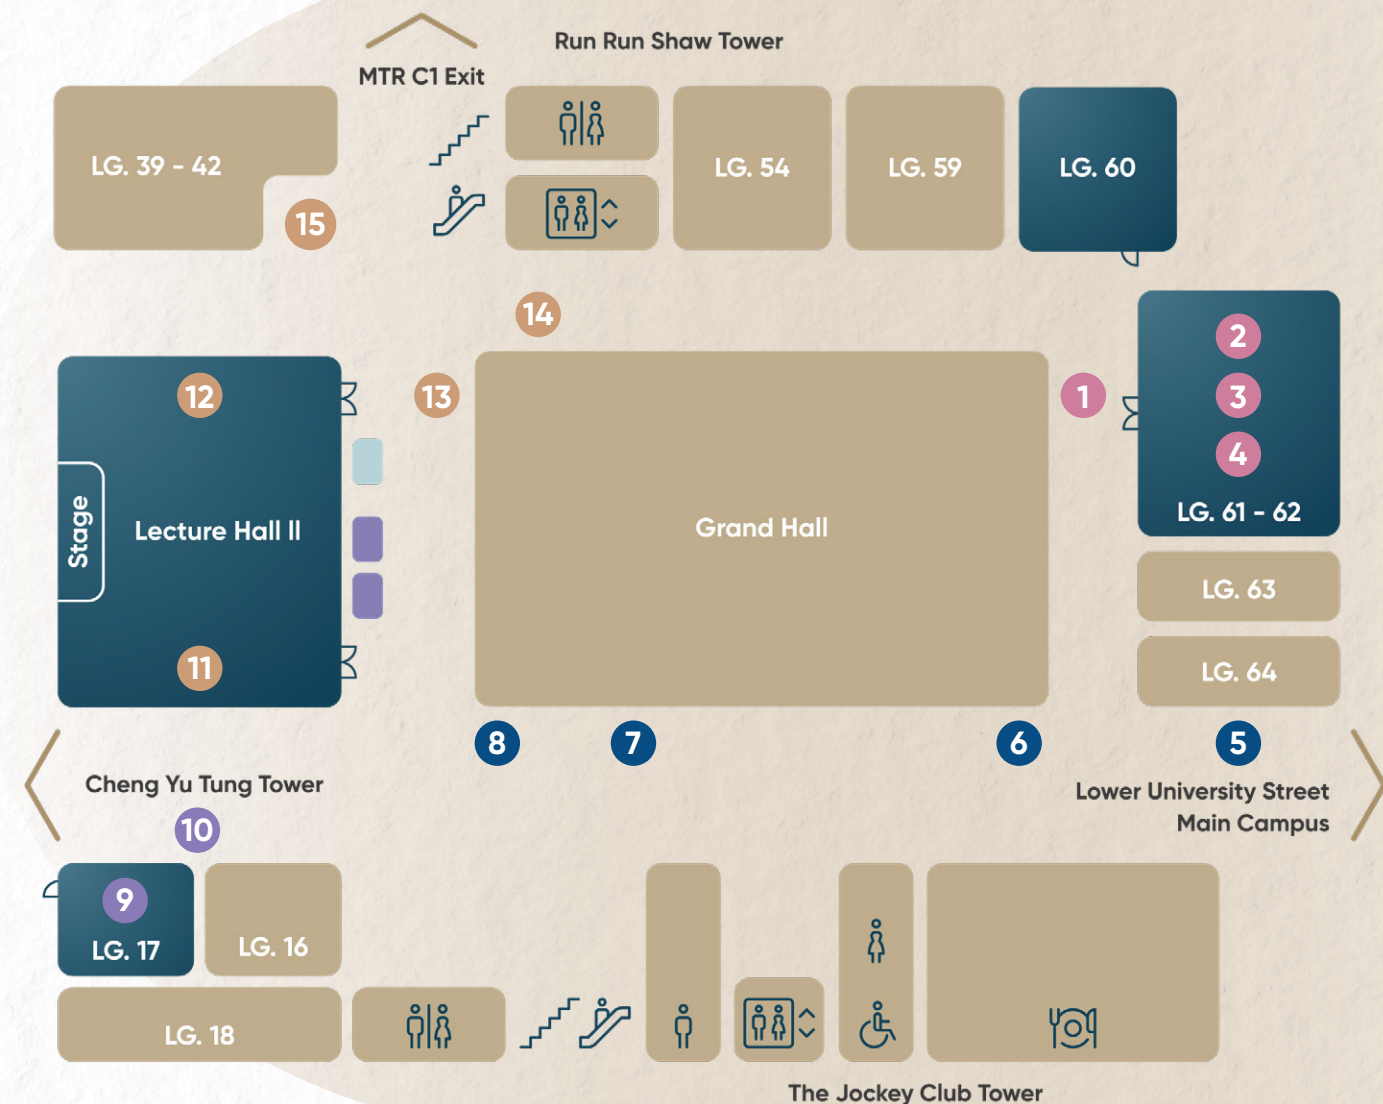 Run Run Shaw Tower
MTR C1 Exit
LG. 39 - 42
LG. 54
LG. 59
LG. 60
15
14
2
12
13
1
3
4
LG. 61 - 62
Stage
Lecture Hall II
Grand Hall
LG. 63
11
LG. 64
8
7
6
5
Cheng Yu Tung Tower
Lower University Street
Main Campus
10
9
LG. 17
LG. 16
LG. 18
The Jockey Club Tower